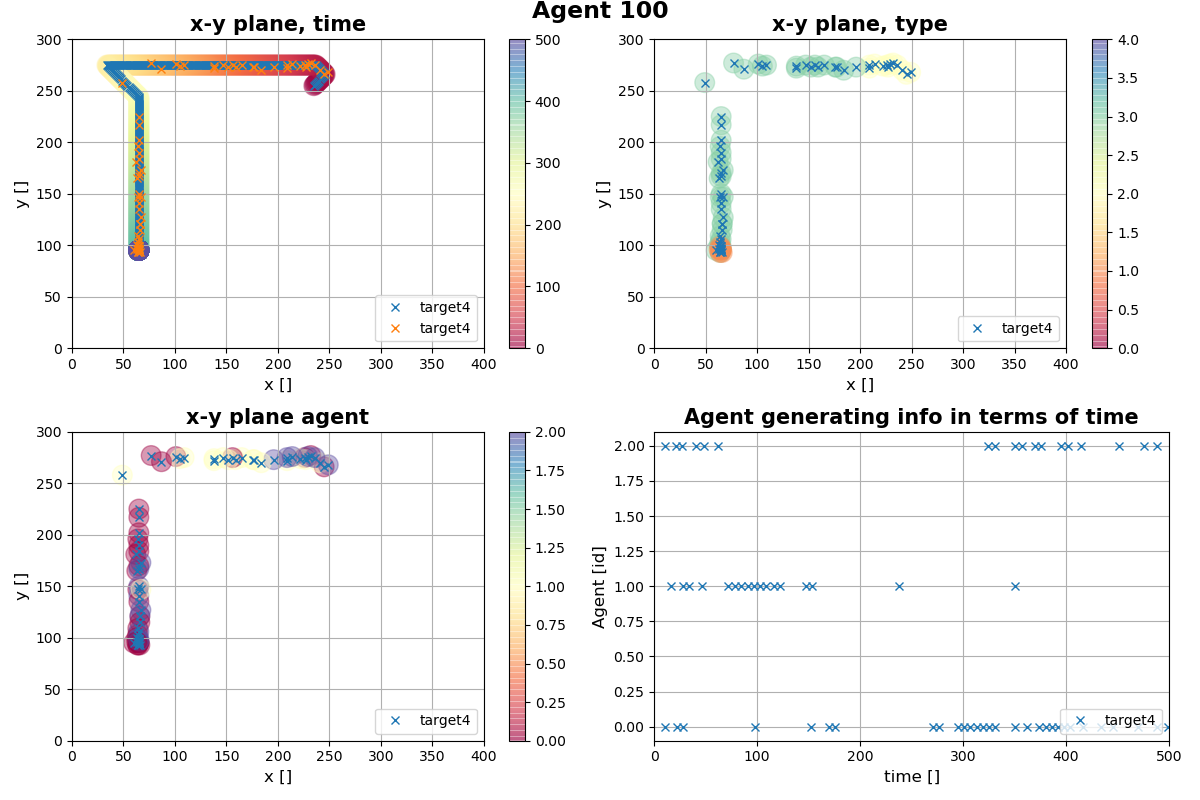 Agent 100
x-y plane, time
300
250
200
150
100
50
0
0 50 100 150 200 250 300 350 400
y []
x []
target4
target4
500
400
300
200
100
0
x-y plane, type
300
250
200
150
100
50
0
0 50 100 150 200 250 300 350 400
y []
x []
target4
4.0
3.5
3.0
2.5
2.0
1.5
1.0
0.5
0.0
x-y plane agent
300
250
200
150
100
50
0
0 50 100 150 200 250 300 350 400
y []
x []
target4
2.00
1.75
1.50
1.25
1.00
0.75
0.50
0.25
0.00
Agent generating info in terms of time
2.00
1.75
1.50
1.25
1.00
0.75
0.50
0.25
0.00
0 100 200 300 400 500
Agent [id]
time []
target4